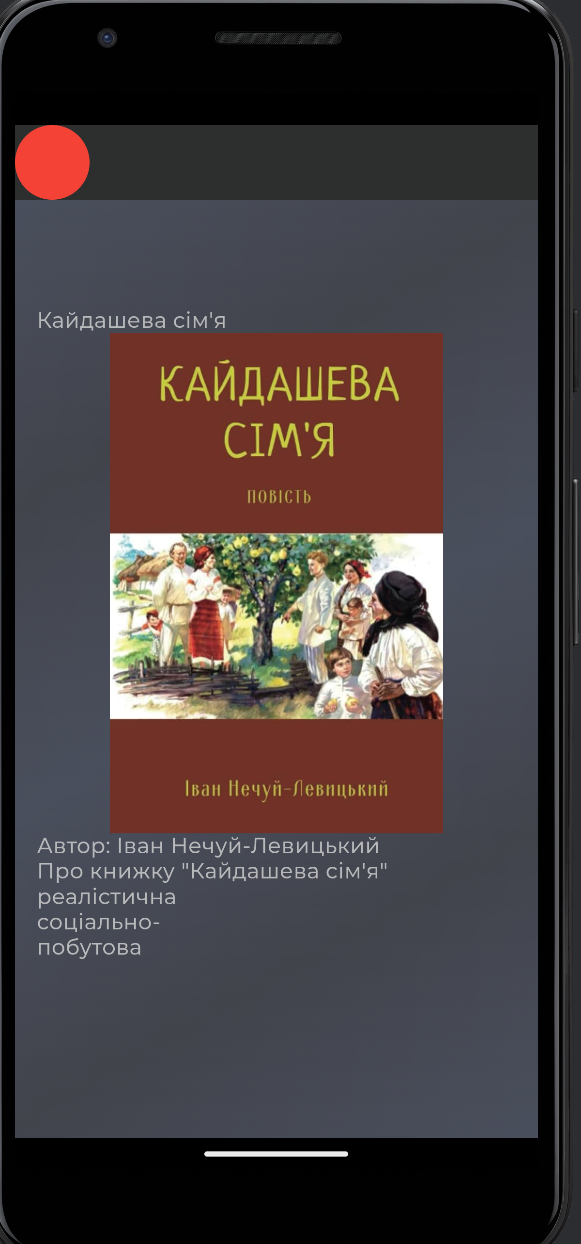 Кайдашева сім'я
КАЙДАШЕВА
СІМ'Я
ПОВІСТЬ
Іван Нечуй-Левицький
Автор: Іван Нечуй-Левицький
Про книжку "Кайдашева сім'я"
реалістична
соціально-
побутова